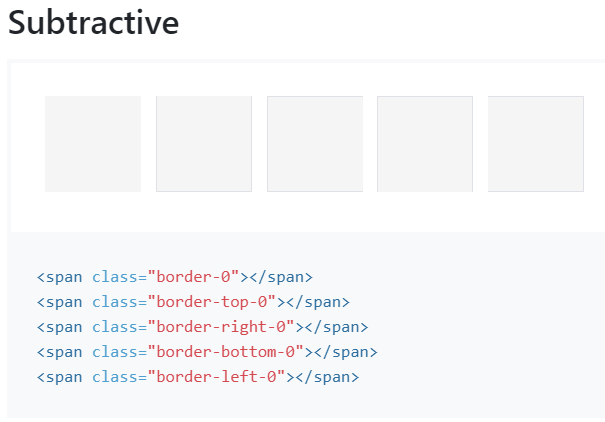 Subtractive
<span class="border-0"></span>
<span class="border-top-0"></span>
<span class="border-right-0"></span>
<span class="border-bottom-0"></span>
<span class="border-left-0"></span>